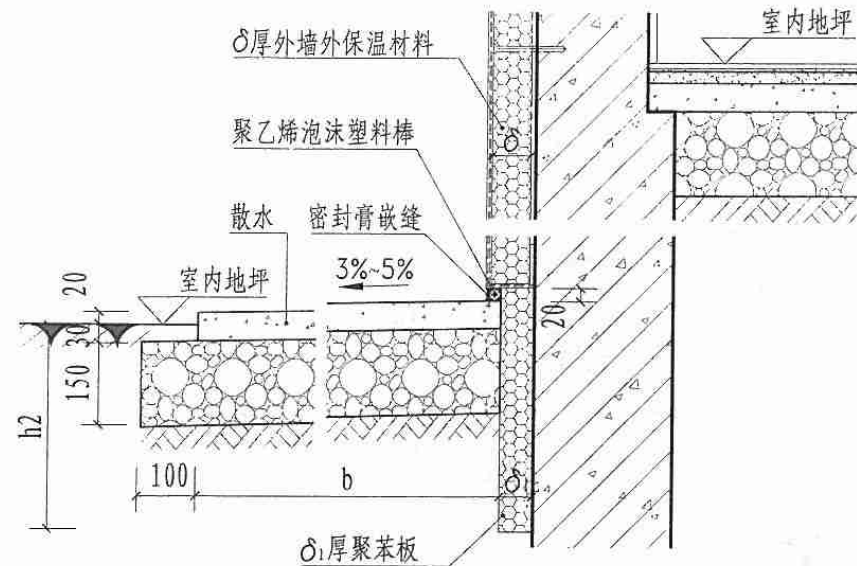 室内地坪
δ厚外墙外保温材料
聚乙烯泡沫塑料棒
δ
散水
密封膏嵌缝
室内地坪
3%~5%
20
20
30
150
h2
100
b
δ₁
δ₁厚聚苯板